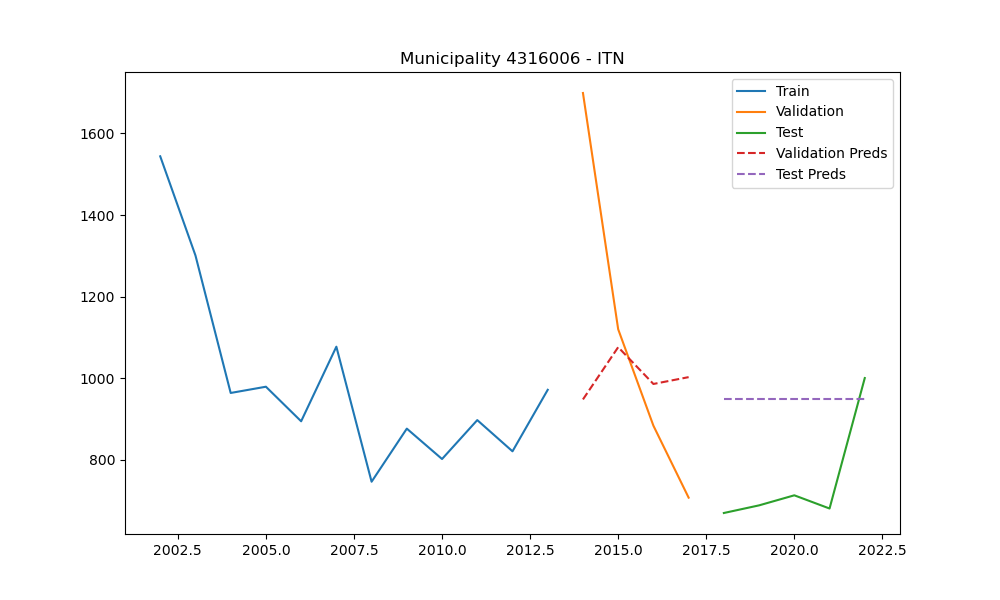 Municipality 4316006 - ITN
Train
Validation
Test
Validation Preds
Test Preds
1600
1400
1200
1000
800
2002.5 2005.0 2007.5 2010.0 2012.5 2015.0 2017.5 2020.0 2022.5